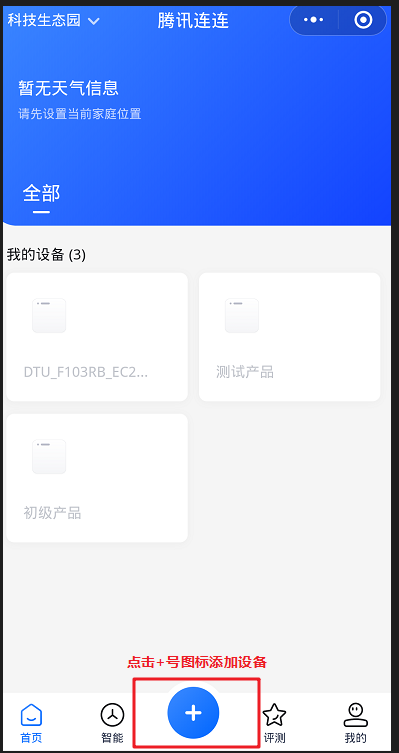 科技生态园
腾讯连连
暂无天气信息
请先设置当前家庭位置
全部
我的设备 (3)
DTU_F103RB_EC2...
测试产品
初级产品
点击+号图标添加设备
首页
智能
评测
我的